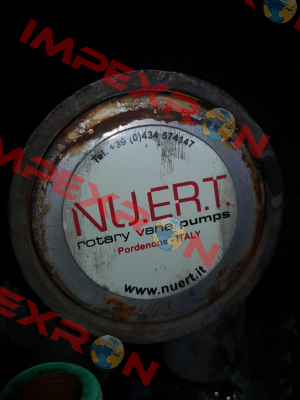 IMPEXRON
Tel. +39 (0)434 574147
NU.ER.T.
rotary vane pumps
Pordenone - ITALY
www.nuert.it
IMPEXRON
IMPEXRON